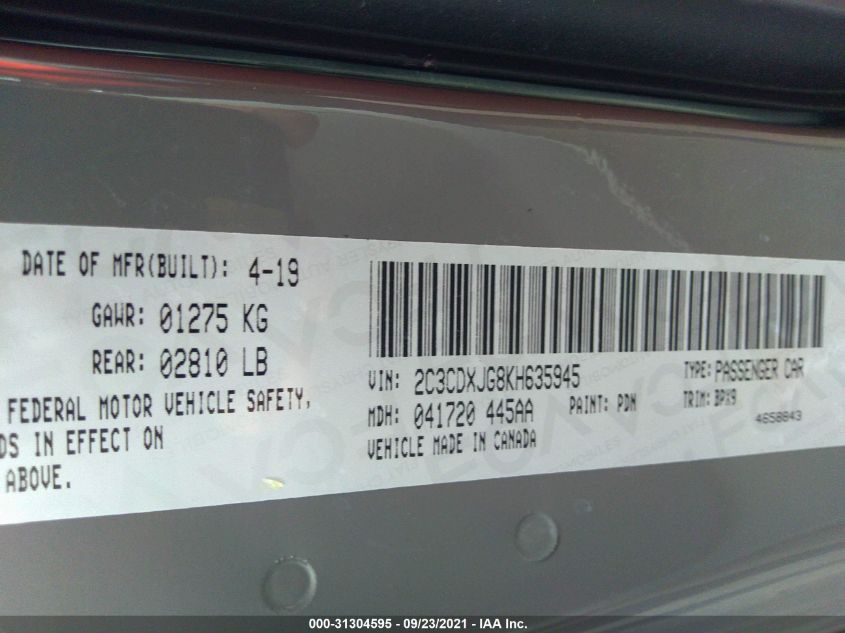 DATE OF MFR(BUILT): 4-19
GAWR: 01275 KG
REAR: 02810 LB
FEDERAL MOTOR VEHICLE SAFETY,
DS IN EFFECT ON
ABOVE.
VIN: 2C3CDXJG8KH635945
TYPE: PASSENGER CAR
MDH: 041720 445AA
PAINT: PDN
TRIM: BPX9
VEHICLE MADE IN CANADA
4658843
000-31304595 - 09/23/2021 - IAA Inc.